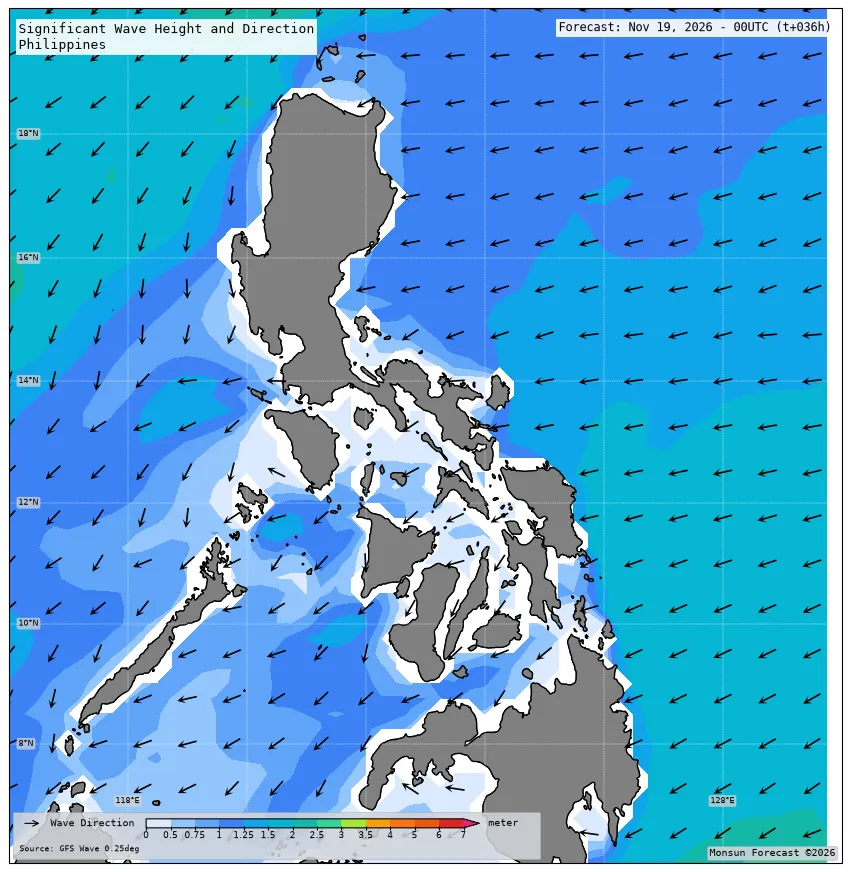 Significant Wave Height and Direction
Philippines
Forecast: Nov 19, 2026 - 00UTC (t+036h)
18°N
16°N
14°N
12°N
10°N
8°N
118°E
128°E
Wave Direction
0 0.5 0.75 1 1.25 1.5 2 2.5 3 3.5 4 5 6 7
meter
Source: GFS Wave 0.25deg
Monsun Forecast ©2026